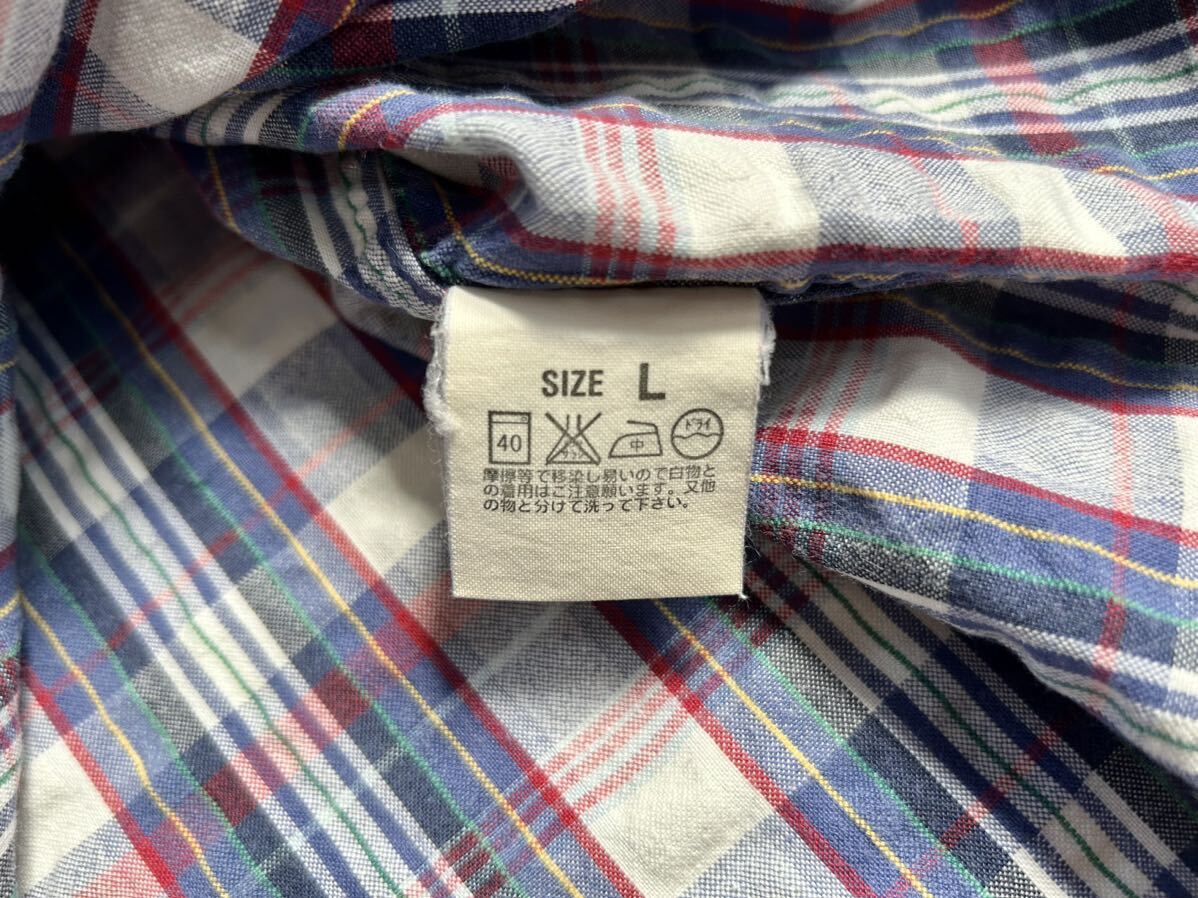 SIZE L
40 中 ドライ
摩擦等で移染し易いので白物と
の着用はご注意願います。又他
の物と分けて洗って下さい。